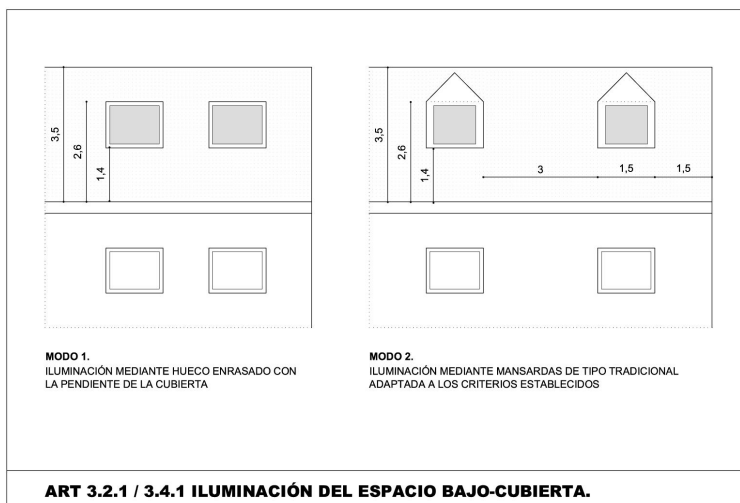 3,5
2,6
1,4
3,5
2,6
1,4
3
1,5
1,5
MODO 1.
ILUMINACIÓN MEDIANTE HUECO ENRASADO CON
LA PENDIENTE DE LA CUBIERTA
MODO 2.
ILUMINACIÓN MEDIANTE MANSARDAS DE TIPO TRADICIONAL
ADAPTADA A LOS CRITERIOS ESTABLECIDOS
ART 3.2.1 / 3.4.1 ILUMINACIÓN DEL ESPACIO BAJO-CUBIERTA.